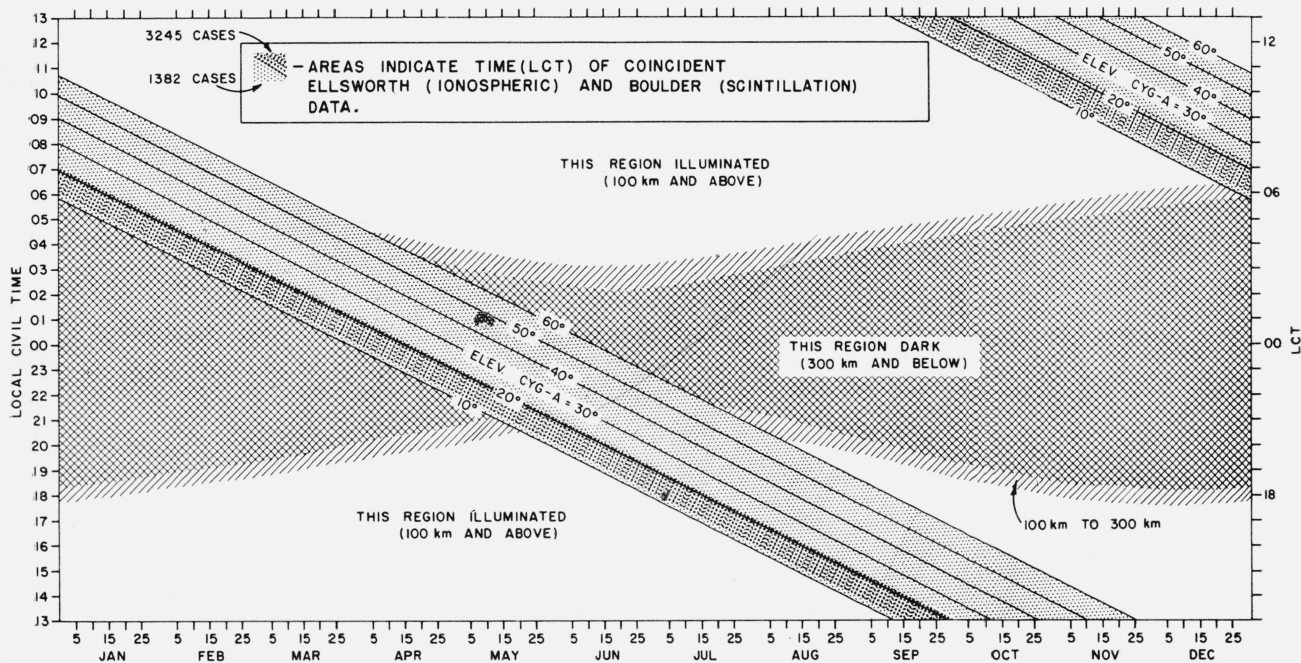 3245 CASES
1382 CASES
– AREAS INDICATE TIME(LCT) OF COINCIDENT
ELLSWORTH (IONOSPHERIC) AND BOULDER (SCINTILLATION)
DATA.
60°
50°
40°
ELEV CYG-A = 30°
20°
10°
THIS REGION ILLUMINATED
(100 km AND ABOVE)
LOCAL CIVIL TIME
13
12
11
10
09
08
07
06
05
04
03
02
01
00
23
22
21
20
19
18
17
16
15
14
13
12
06
00
18
LCT
60°
50°
40°
ELEV CYG-A = 30°
20°
10°
THIS REGION DARK
(300 km AND BELOW)
THIS REGION ILLUMINATED
(100 km AND ABOVE)
100 km TO 300 km
5 15 25 5 15 25 5 15 25 5 15 25 5 15 25 5 15 25 5 15 25 5 15 25 5 15 25 5 15 25 5 15 25 5 15 25
JAN FEB MAR APR MAY JUN JUL AUG SEP OCT NOV DEC